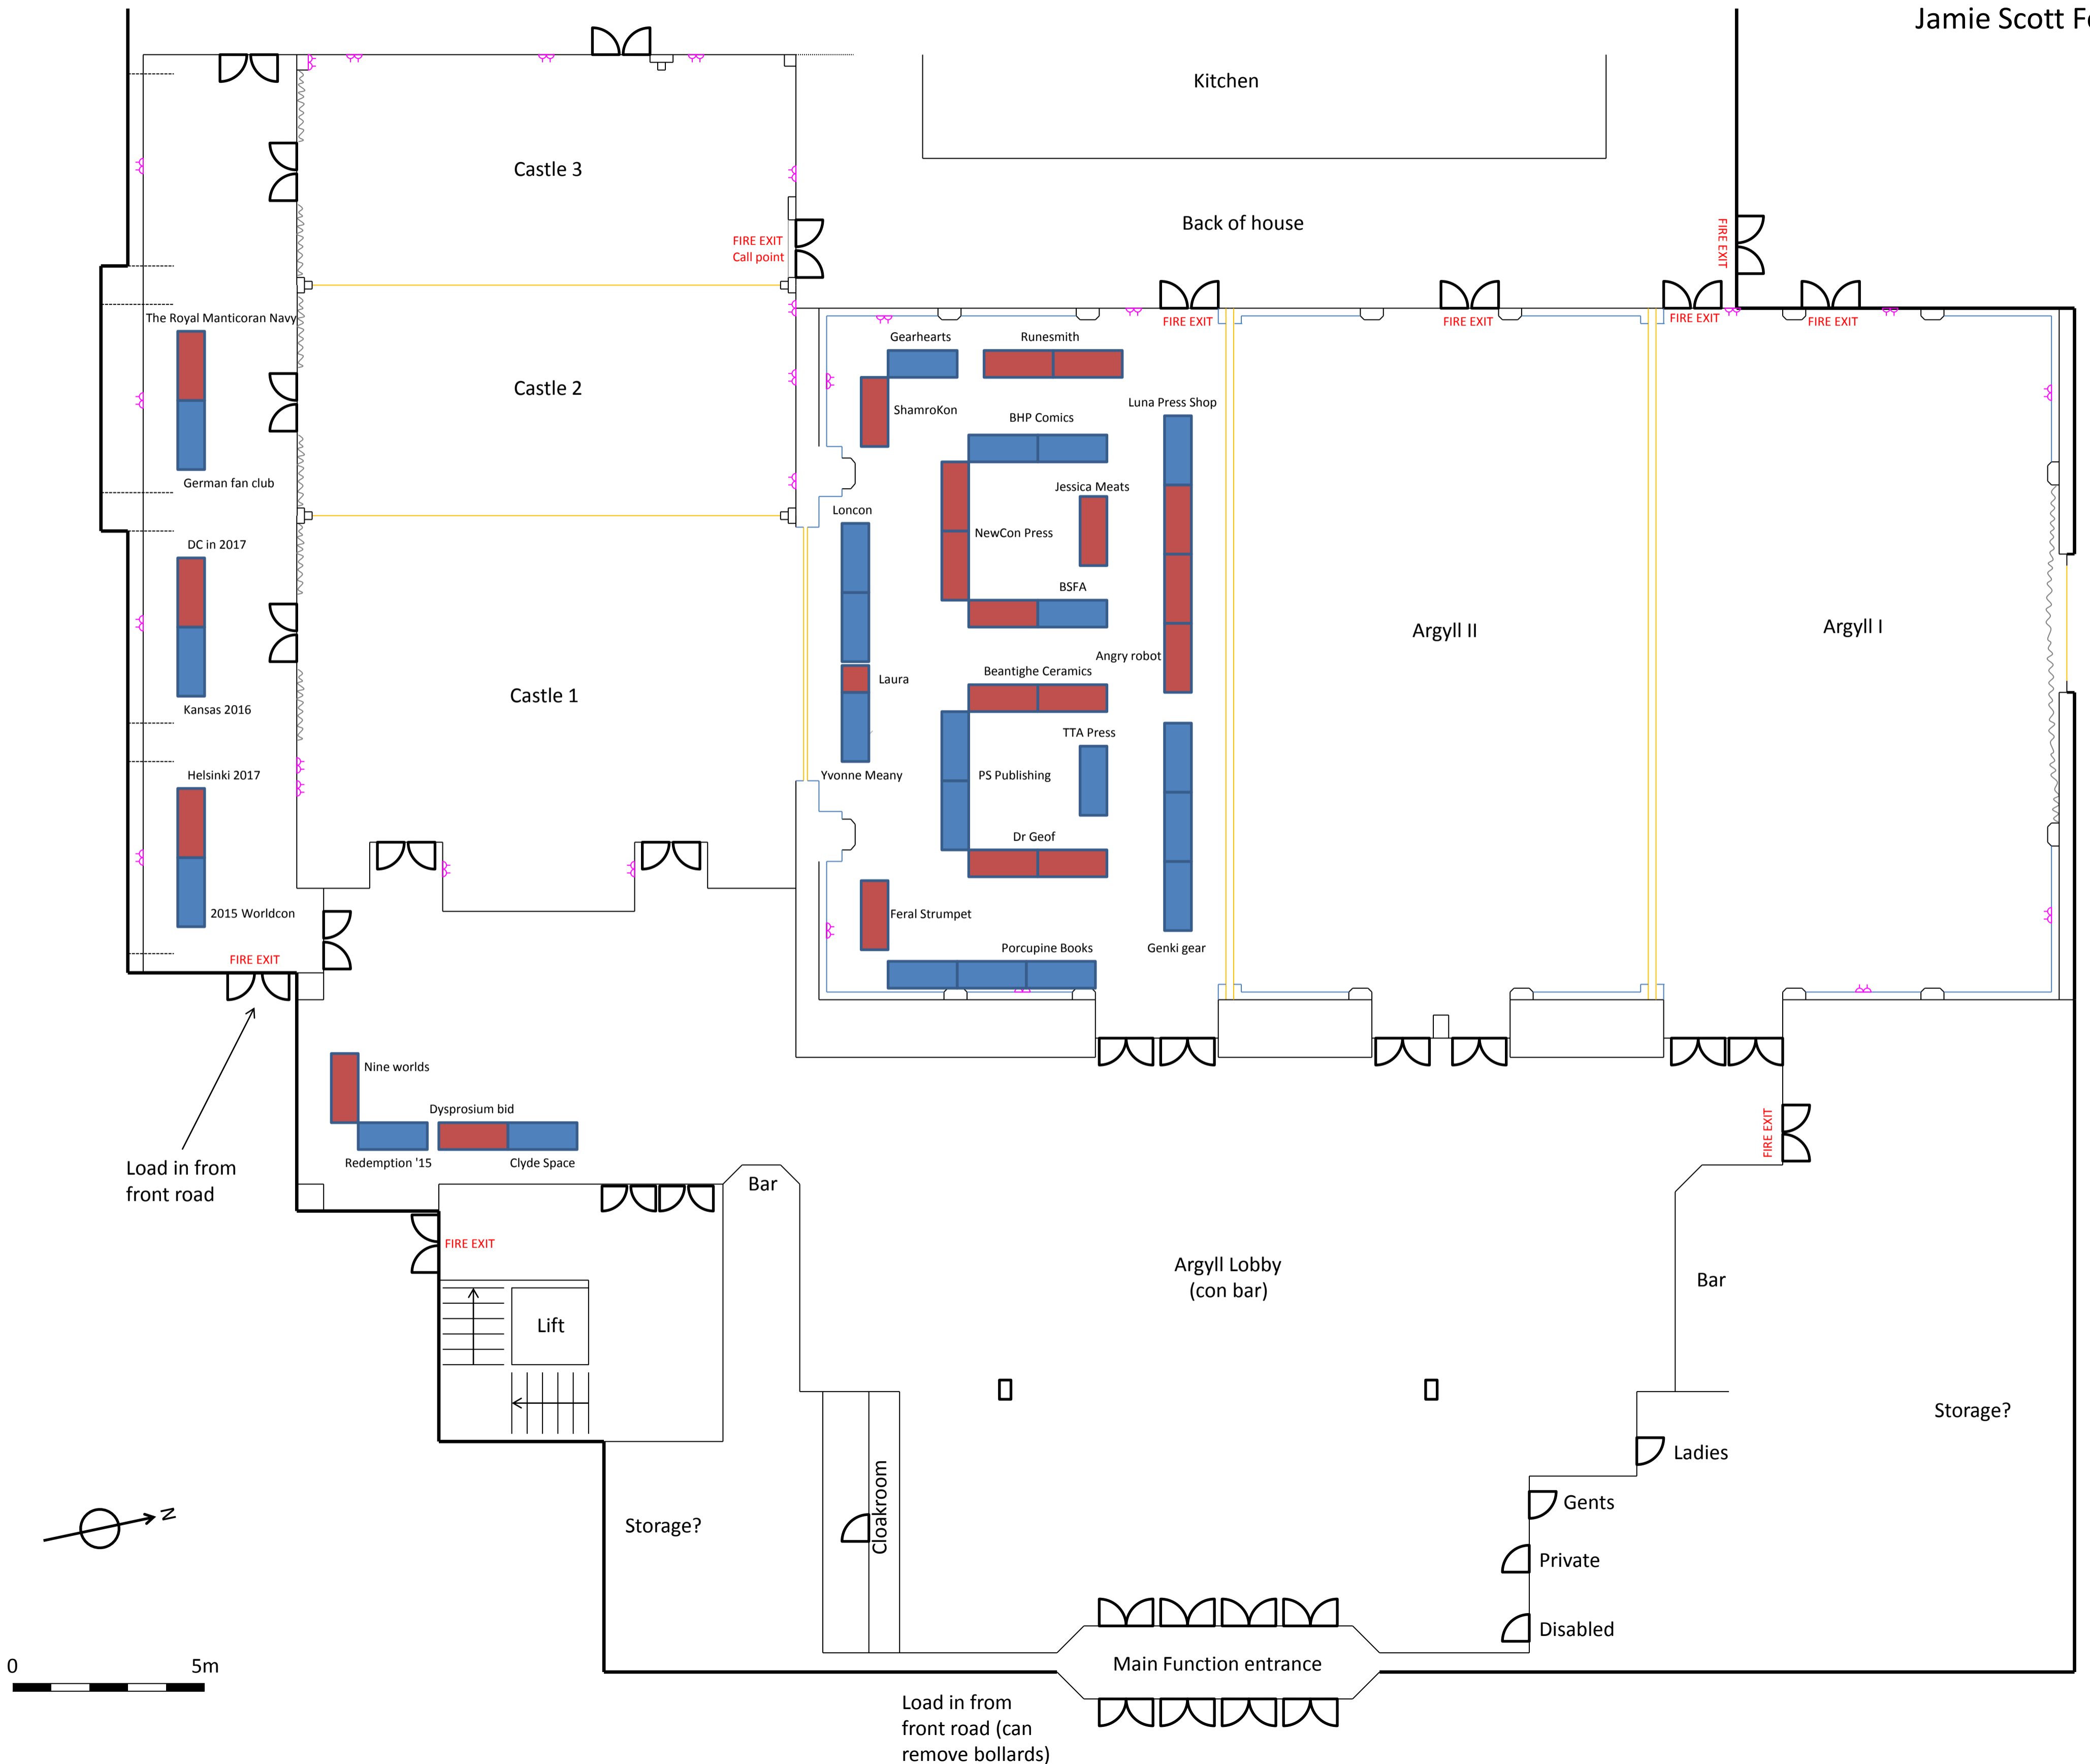 Jamie Scott Fo
Kitchen
Castle 3
Back of house
FIRE EXIT
Call point
FIRE EXIT
The Royal Manticoran Navy
FIRE EXIT
FIRE EXIT
FIRE EXIT
FIRE EXIT
Gearhearts
Runesmith
Castle 2
Luna Press Shop
ShamroKon
BHP Comics
German fan club
Jessica Meats
Loncon
NewCon Press
DC in 2017
BSFA
Argyll II
Argyll I
Angry robot
Beantighe Ceramics
Laura
Castle 1
Kansas 2016
TTA Press
Helsinki 2017
Yvonne Meany
PS Publishing
Dr Geof
2015 Worldcon
Feral Strumpet
Porcupine Books
Genki gear
FIRE EXIT
Nine worlds
Dysprosium bid
FIRE EXIT
Redemption '15
Clyde Space
Load in from
front road
Bar
FIRE EXIT
Argyll Lobby
(con bar)
Bar
Lift
Storage?
Ladies
Cloakroom
Gents
N
Storage?
Private
Disabled
0
5m
Main Function entrance
Load in from
front road (can
remove bollards)